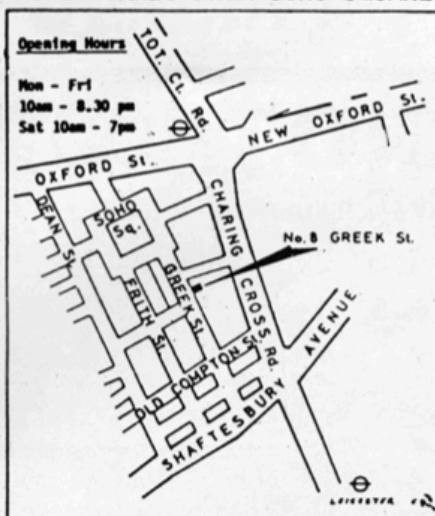 Opening Hours
Mon - Fri
10am - 8.30 pm
Sat 10am - 7pm
TOT. Ct. Rd.
NEW OXFORD St.
OXFORD St.
DEAN St.
SOHO
Sq.
CHARING CROSS Rd.
No. 8 GREEK St.
FRITH St.
GREEK St.
OLD COMPTON St.
SHAFTESBURY AVENUE
LEICESTER